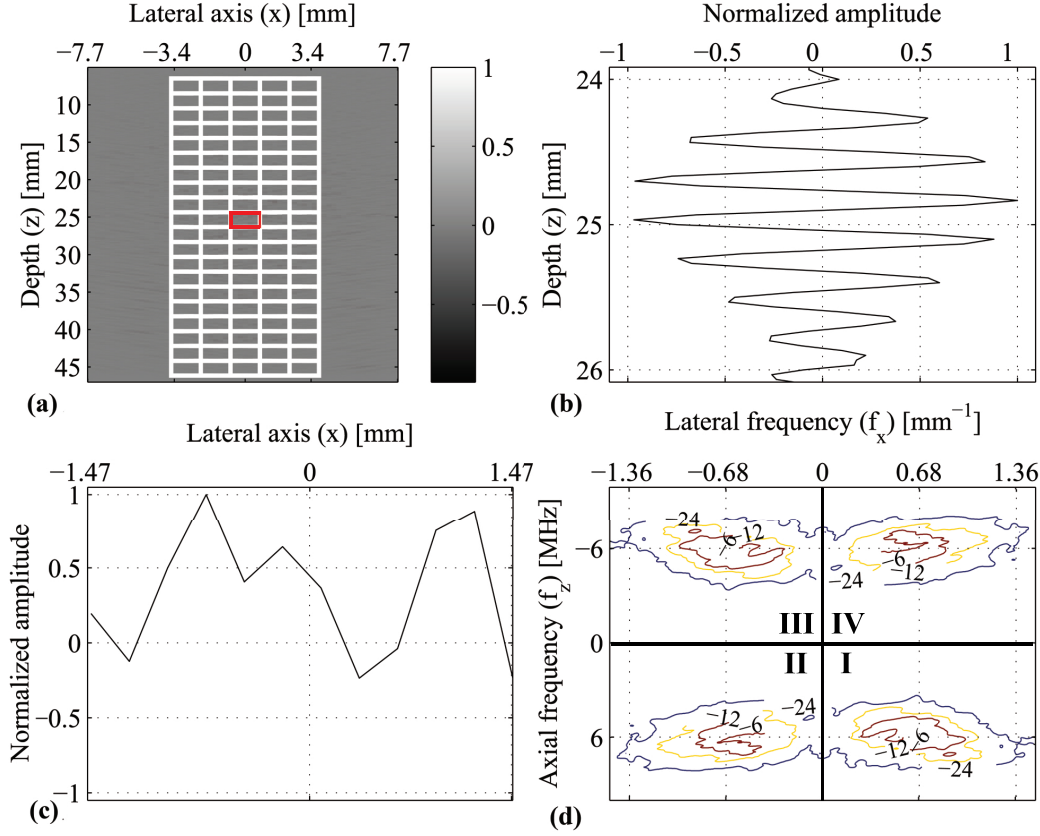 Lateral axis (x) [mm]
−7.7 −3.4 0 3.4 7.7
Depth (z) [mm]
10
15
20
25
30
35
40
45
1
0.5
0
−0.5
(a)
Normalized amplitude
−1 −0.5 0 0.5 1
Depth (z) [mm]
24
25
26
(b)
Lateral axis (x) [mm]
−1.47 0 1.47
Normalized amplitude
1
0.5
0
−0.5
−1
(c)
Lateral frequency (f_x) [mm⁻¹]
−1.36 −0.68 0 0.68 1.36
Axial frequency (f_z) [MHz]
−6
0
6
−24 −6 −12
−6 −12 −24
III IV
II I
−12 −6 −24
−12 −6 −24
(d)